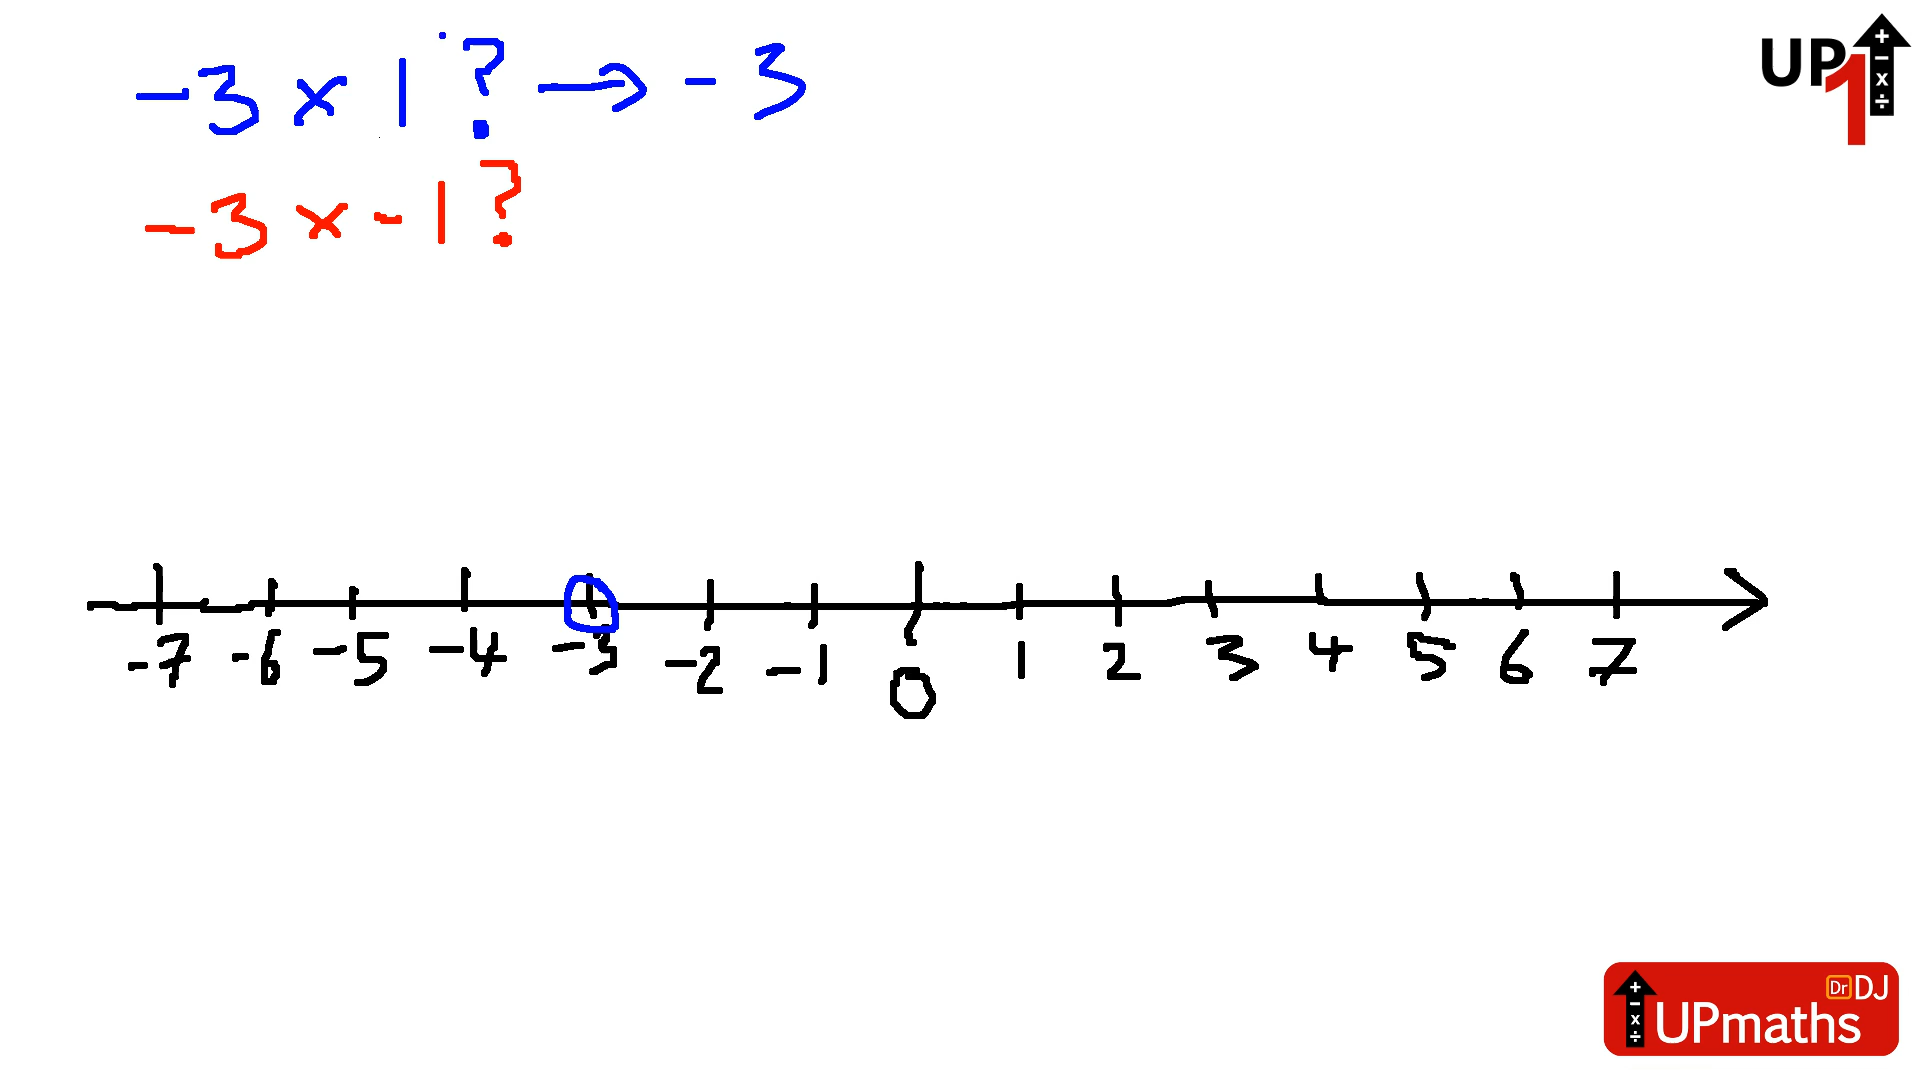 -3 x 1 ? → -3
UP1
+ - x ÷
-3 x -1 ?
-7 -6 -5 -4 -3 -2 -1 0 1 2 3 4 5 6 7
+ - x ÷
Dr DJ
UPmaths